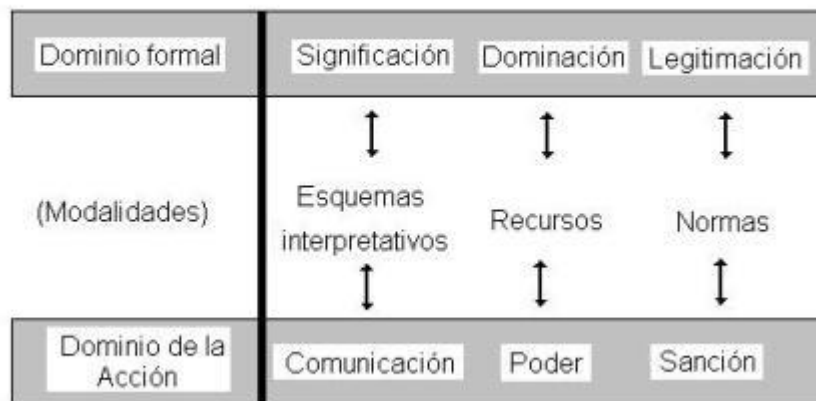 Dominio formal
Significación
Dominación
Legitimación
(Modalidades)
Esquemas
interpretativos
Recursos
Normas
Dominio de la
Acción
Comunicación
Poder
Sanción